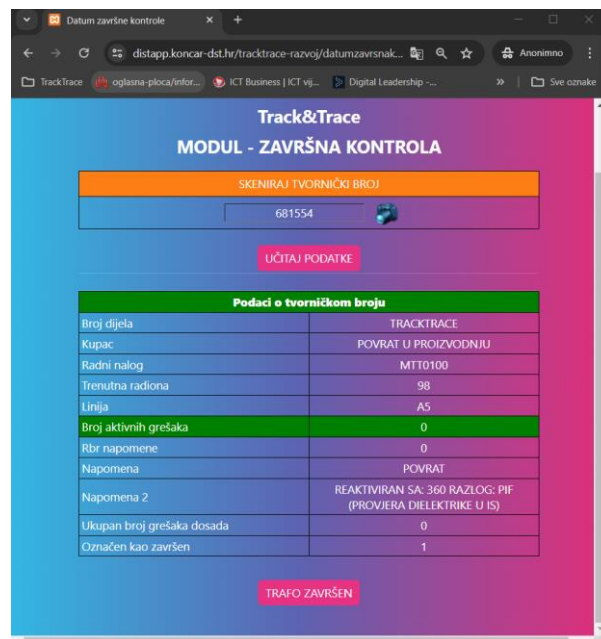 Datum završne kontrole
distapp.koncar-dst.hr/tracktrace-razvoj/datumzavrsnak...
Anonimno
TrackTrace
oglasna-ploca/infor...
ICT Business | ICT vij...
Digital Leadership -...
»
Sve oznake
Track&Trace
MODUL - ZAVRŠNA KONTROLA
SKENIRAJ TVORNIČKI BROJ
681554
UČITAJ PODATKE
Podaci o tvorničkom broju
Broj dijela TRACKTRACE
Kupac POVRAT U PROIZVODNJU
Radni nalog MTT0100
Trenutna radiona 98
Linija A5
Broj aktivnih grešaka 0
Rbr napomene 0
Napomena POVRAT
Napomena 2 REAKTIVIRAN SA: 360 RAZLOG: PIF
(PROVJERA DIELEKTRIKE U IS)
Ukupan broj grešaka dosada 0
Označen kao završen 1
TRAFO ZAVRŠEN